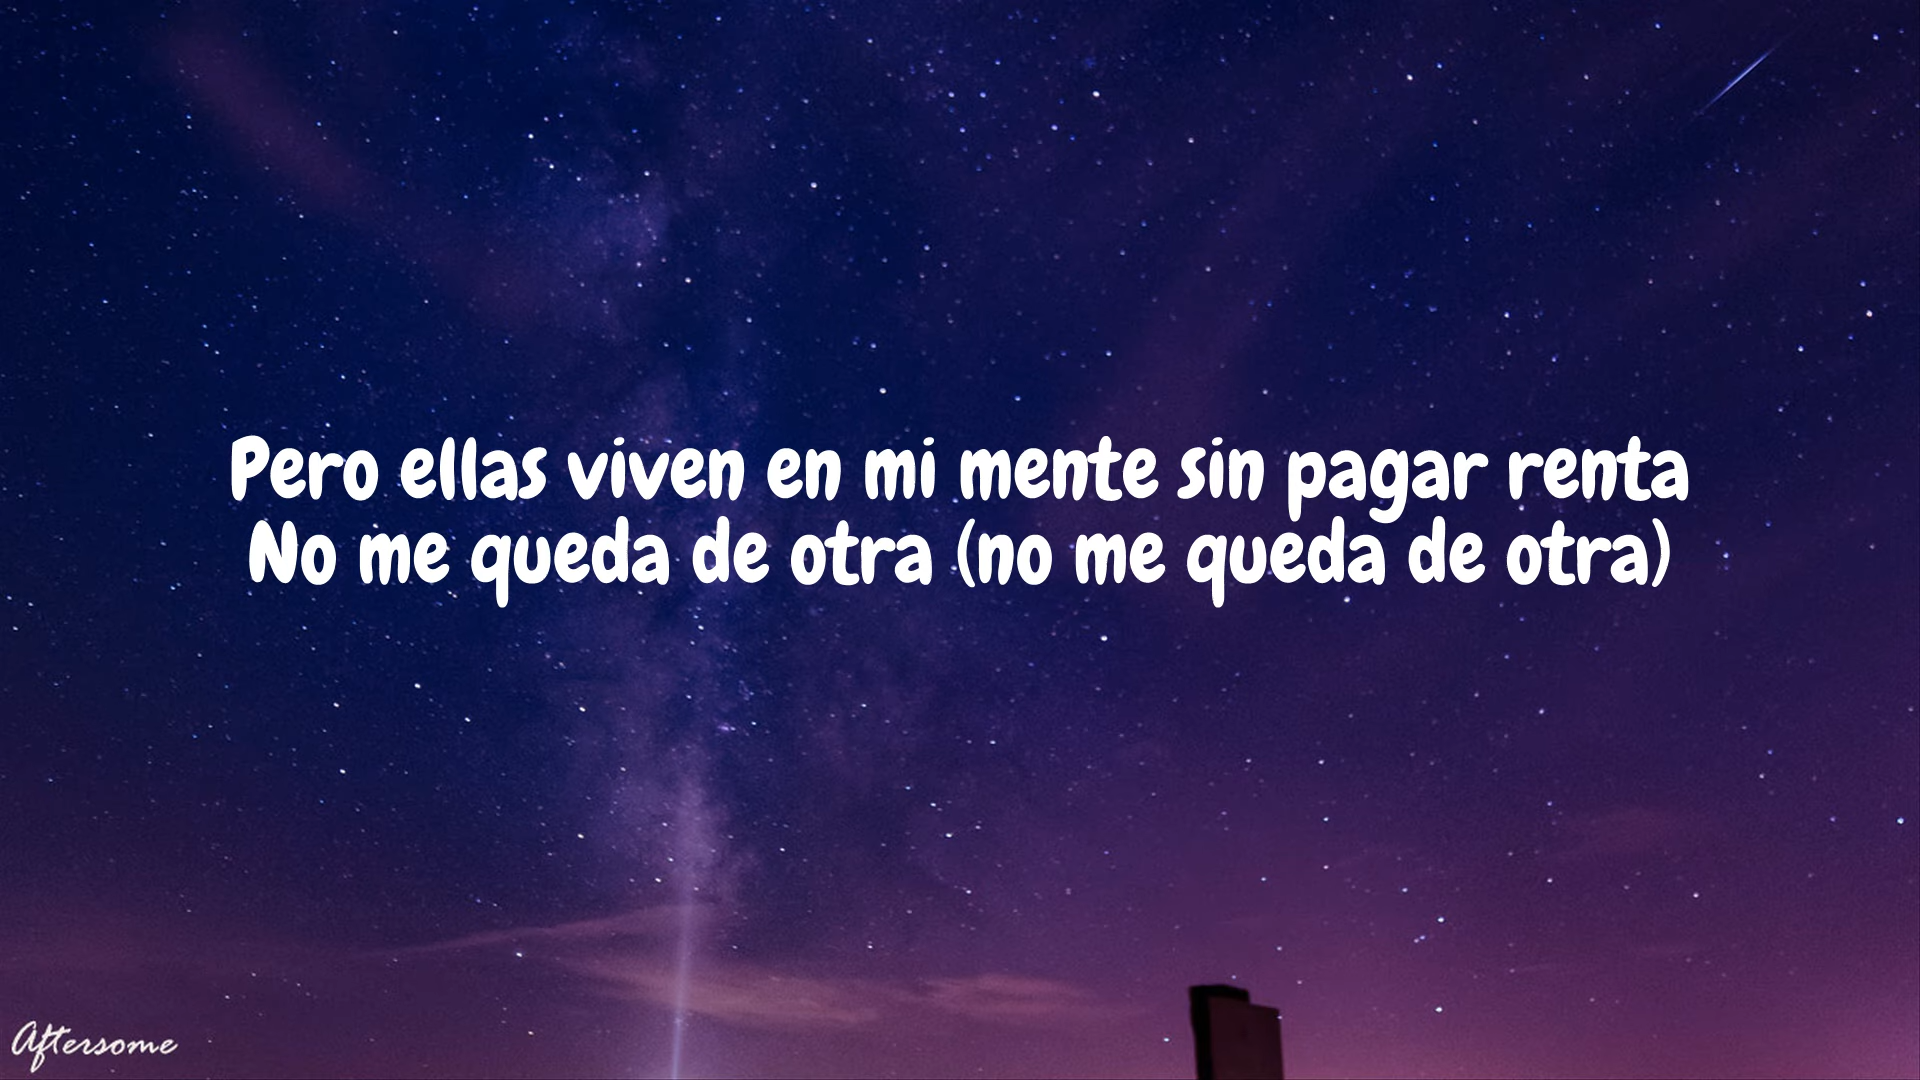 Pero ellas viven en mi mente sin pagar renta
No me queda de otra (no me queda de otra)
Aftersome